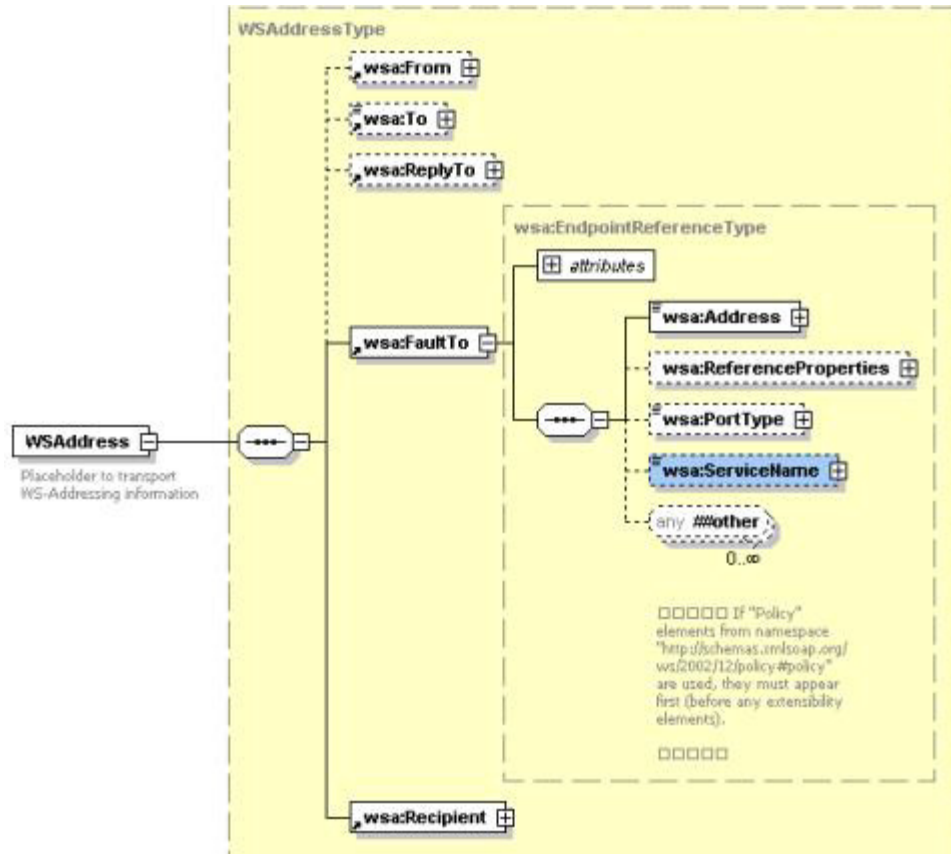 WSAddressType
wsa:From
wsa:To
wsa:ReplyTo
wsa:EndpointReferenceType
attributes
wsa:Address
wsa:FaultTo
wsa:ReferenceProperties
wsa:PortType
WSAddress
wsa:ServiceName
Placeholder to transport
WS-Addressing information
any ##other
0..∞
If "Policy"
elements from namespace
"http://schemas.xmlsoap.org/
ws/2002/12/policy#policy"
are used, they must appear
first (before any extensibility
elements).
wsa:Recipient